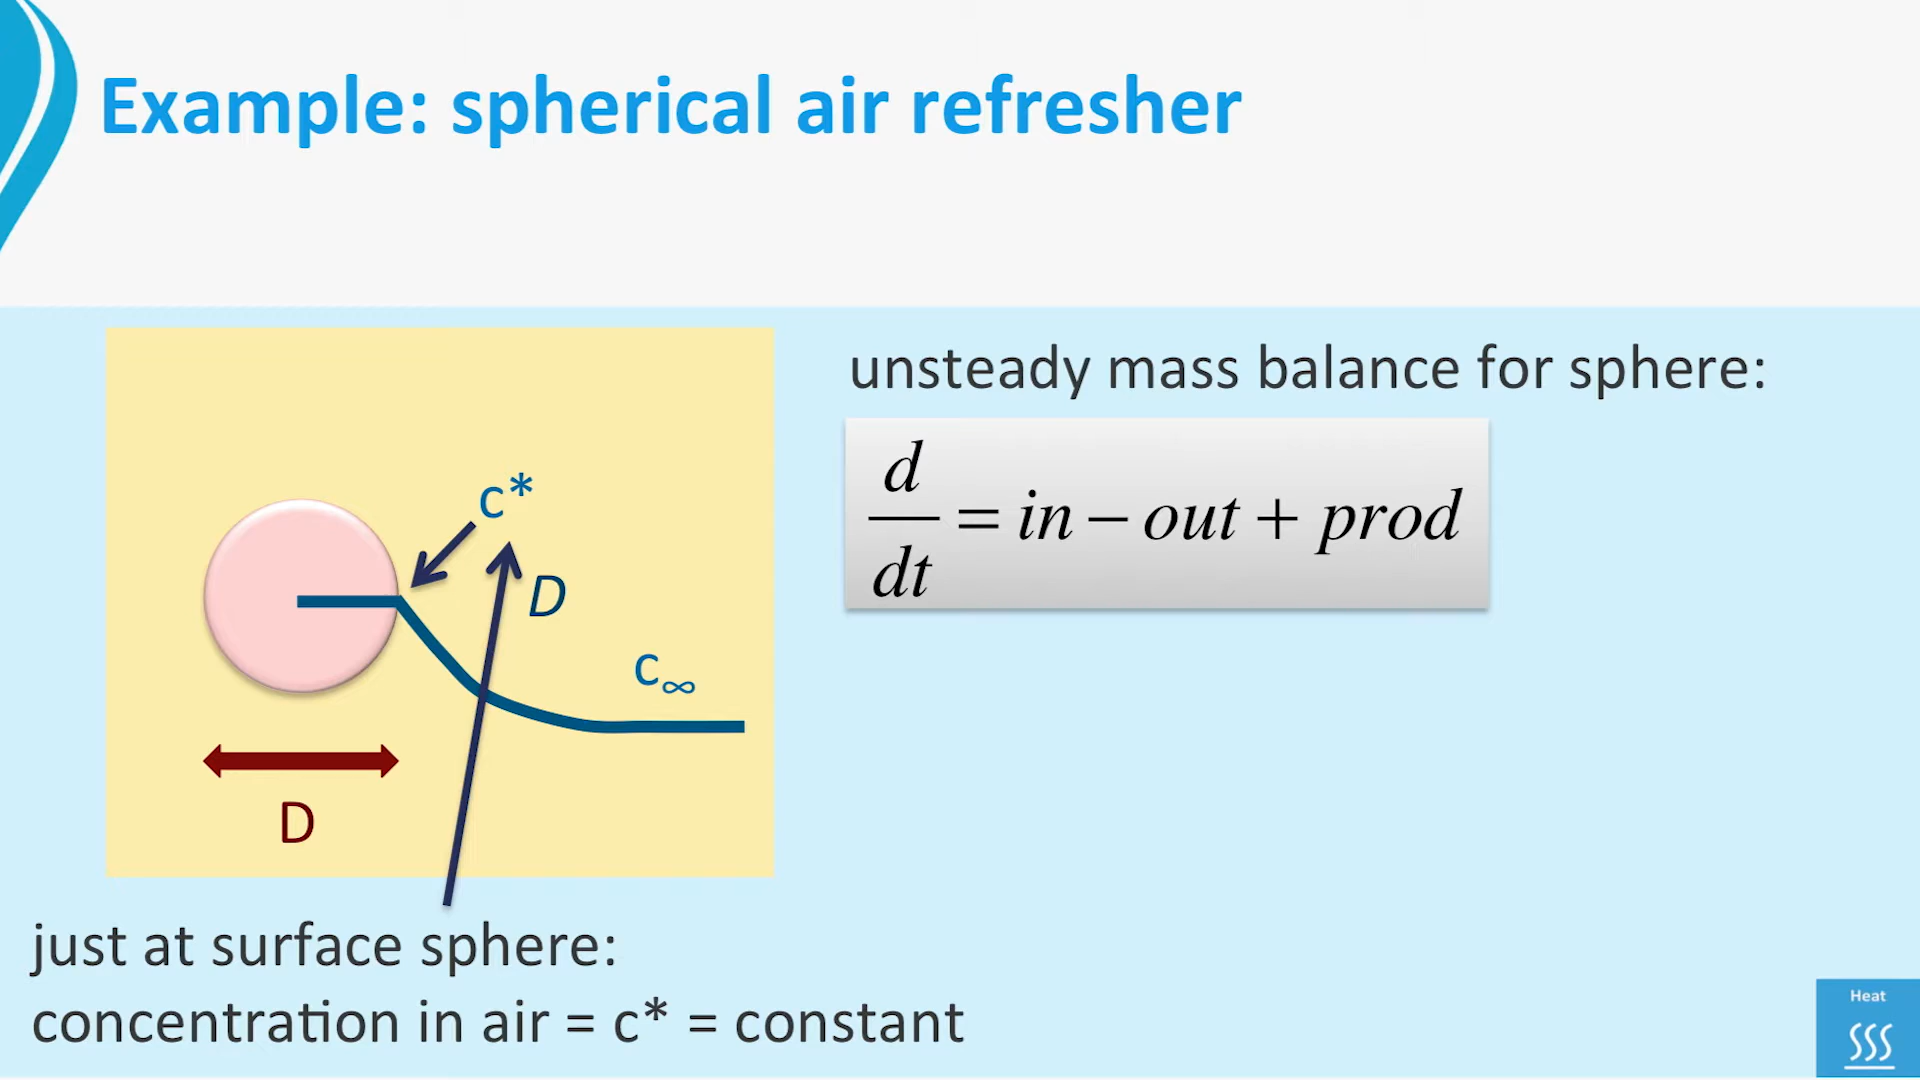 Example: spherical air refresher
unsteady mass balance for sphere:
d/dt = in − out + prod
c*
D
c∞
D
just at surface sphere:
concentration in air = c* = constant
Heat